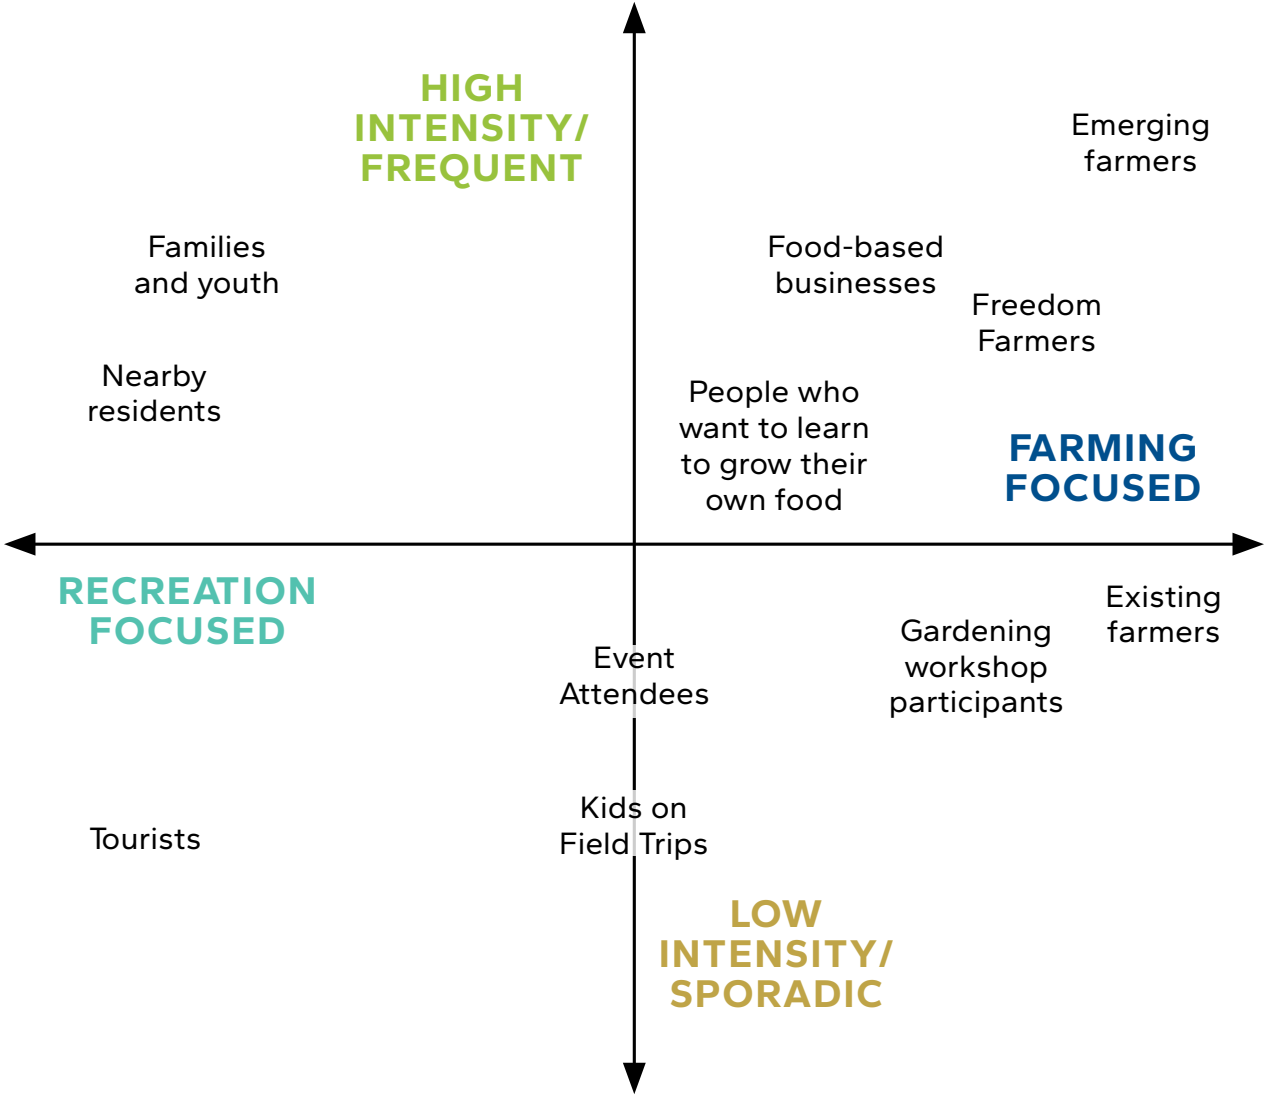 HIGH
INTENSITY/
FREQUENT
Emerging
farmers
Families
and youth
Food-based
businesses
Freedom
Farmers
Nearby
residents
People who
want to learn
to grow their
own food
FARMING
FOCUSED
RECREATION
FOCUSED
Existing
farmers
Gardening
workshop
participants
Event
Attendees
Tourists
Kids on
Field Trips
LOW
INTENSITY/
SPORADIC